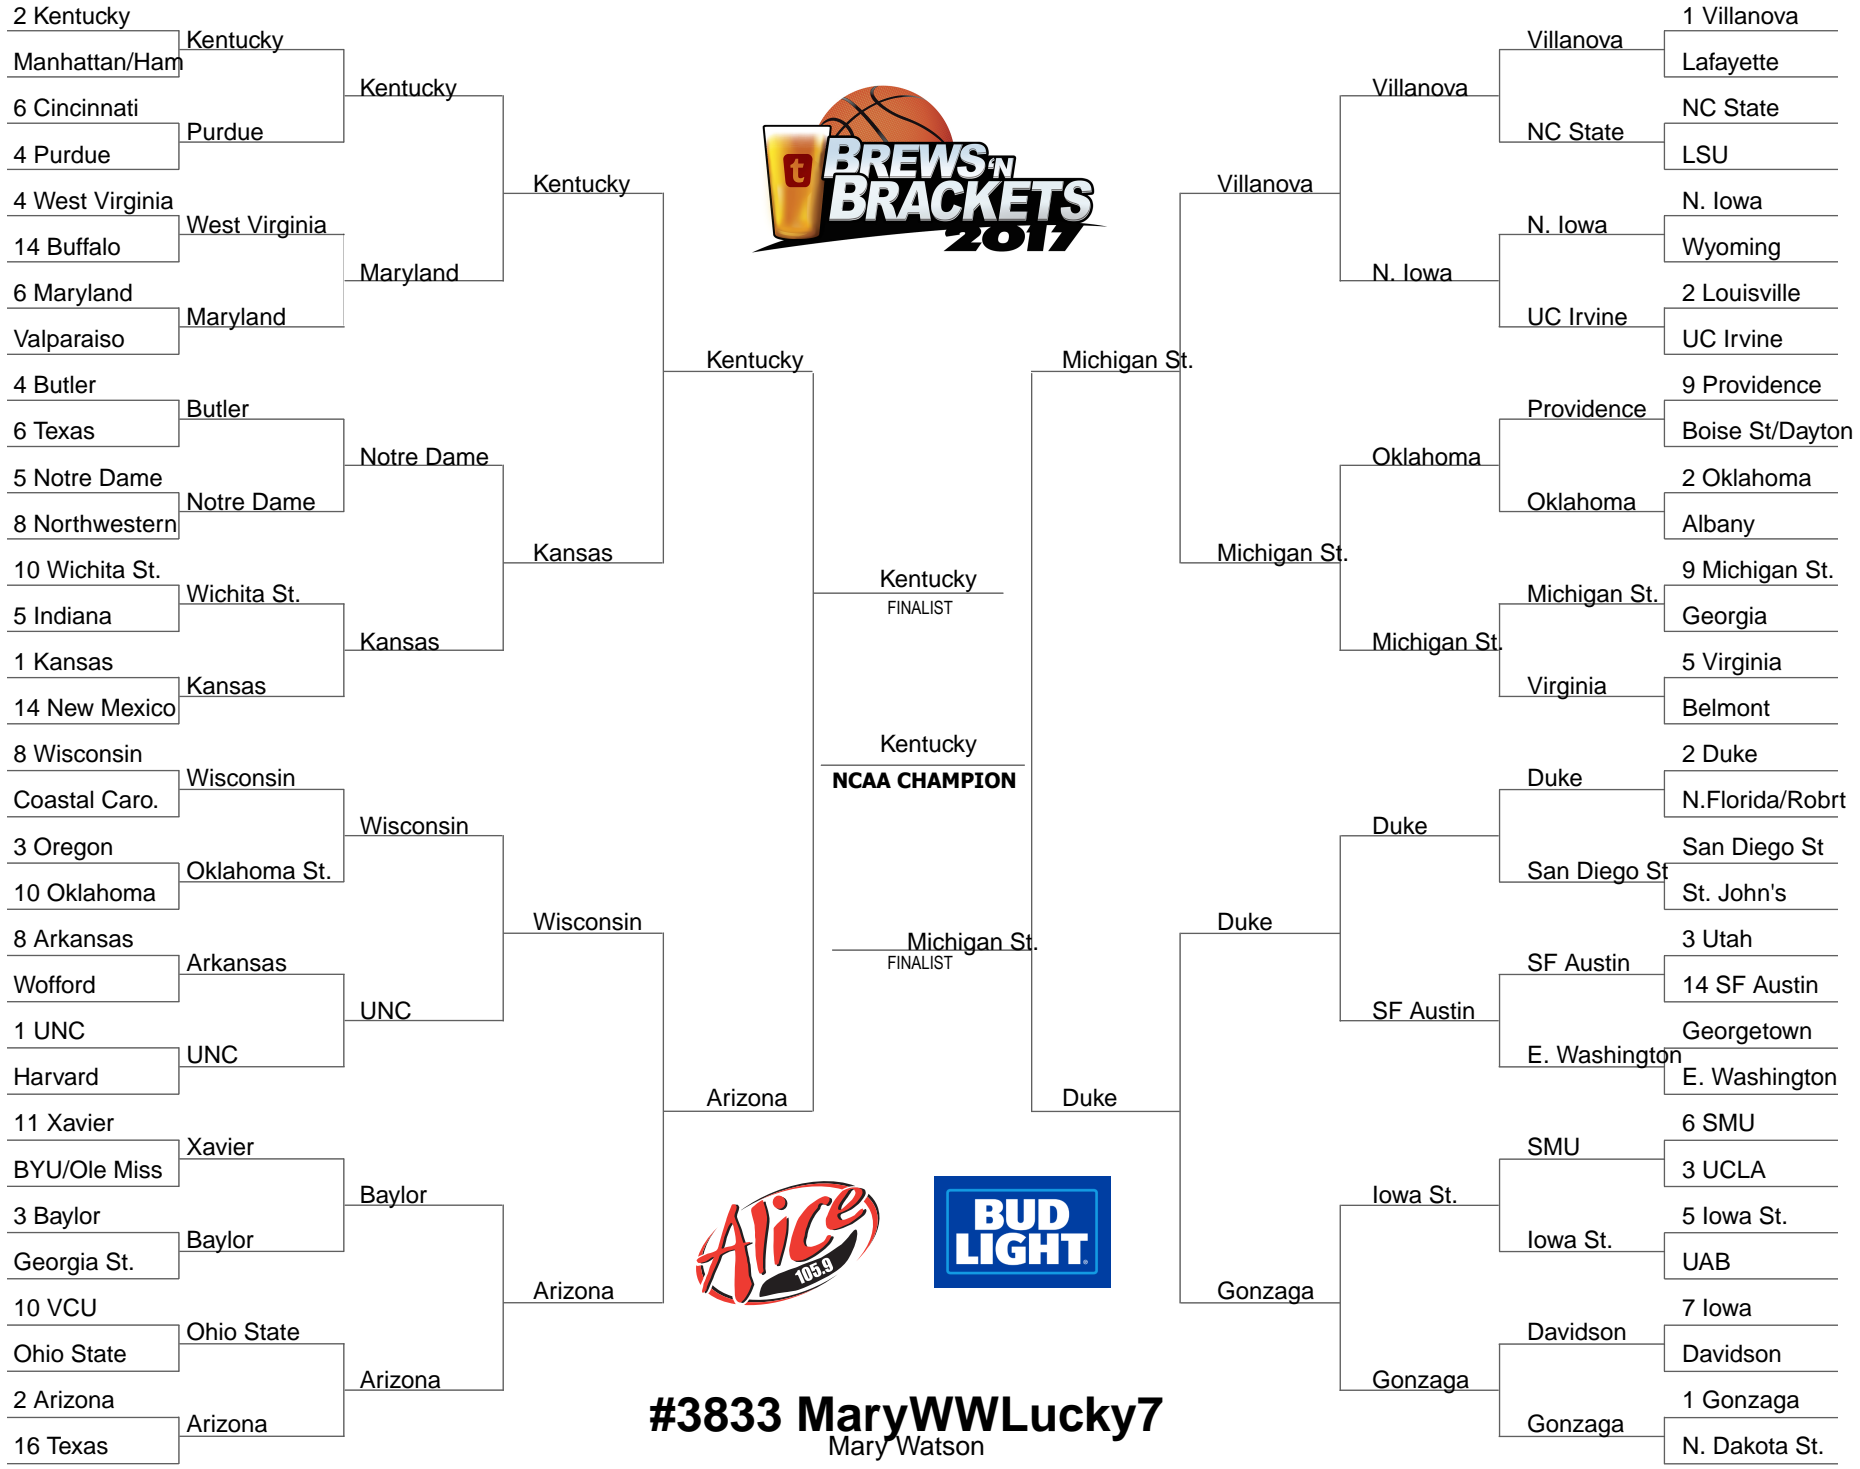 2 Kentucky
Manhattan/Ham
6 Cincinnati
4 Purdue
4 West Virginia
14 Buffalo
6 Maryland
Valparaiso
4 Butler
6 Texas
5 Notre Dame
8 Northwestern
10 Wichita St.
5 Indiana
1 Kansas
14 New Mexico
8 Wisconsin
Coastal Caro.
3 Oregon
10 Oklahoma
8 Arkansas
Wofford
1 UNC
Harvard
11 Xavier
BYU/Ole Miss
3 Baylor
Georgia St.
10 VCU
Ohio State
2 Arizona
16 Texas
Kentucky
Purdue
West Virginia
Maryland
Butler
Notre Dame
Wichita St.
Kansas
Wisconsin
Oklahoma St.
Arkansas
UNC
Xavier
Baylor
Ohio State
Arizona
Kentucky
Maryland
Notre Dame
Kansas
Wisconsin
UNC
Baylor
Arizona
Kentucky
Kansas
Wisconsin
Arizona
Kentucky
Arizona
t
BREWS'N
BRACKETS
2017
Kentucky
FINALIST
Kentucky
NCAA CHAMPION
Michigan St.
FINALIST
Alice
105.9
BUD
LIGHT
#3833 MaryWWLucky7
Mary Watson
Michigan St.
Duke
Villanova
Michigan St.
Duke
Gonzaga
Villanova
N. Iowa
Oklahoma
Michigan St.
Duke
SF Austin
Iowa St.
Gonzaga
Villanova
NC State
N. Iowa
UC Irvine
Providence
Oklahoma
Michigan St.
Virginia
Duke
San Diego St
SF Austin
E. Washington
SMU
Iowa St.
Davidson
Gonzaga
1 Villanova
Lafayette
NC State
LSU
N. Iowa
Wyoming
2 Louisville
UC Irvine
9 Providence
Boise St/Dayton
2 Oklahoma
Albany
9 Michigan St.
Georgia
5 Virginia
Belmont
2 Duke
N.Florida/Robrt
San Diego St
St. John's
3 Utah
14 SF Austin
Georgetown
E. Washington
6 SMU
3 UCLA
5 Iowa St.
UAB
7 Iowa
Davidson
1 Gonzaga
N. Dakota St.